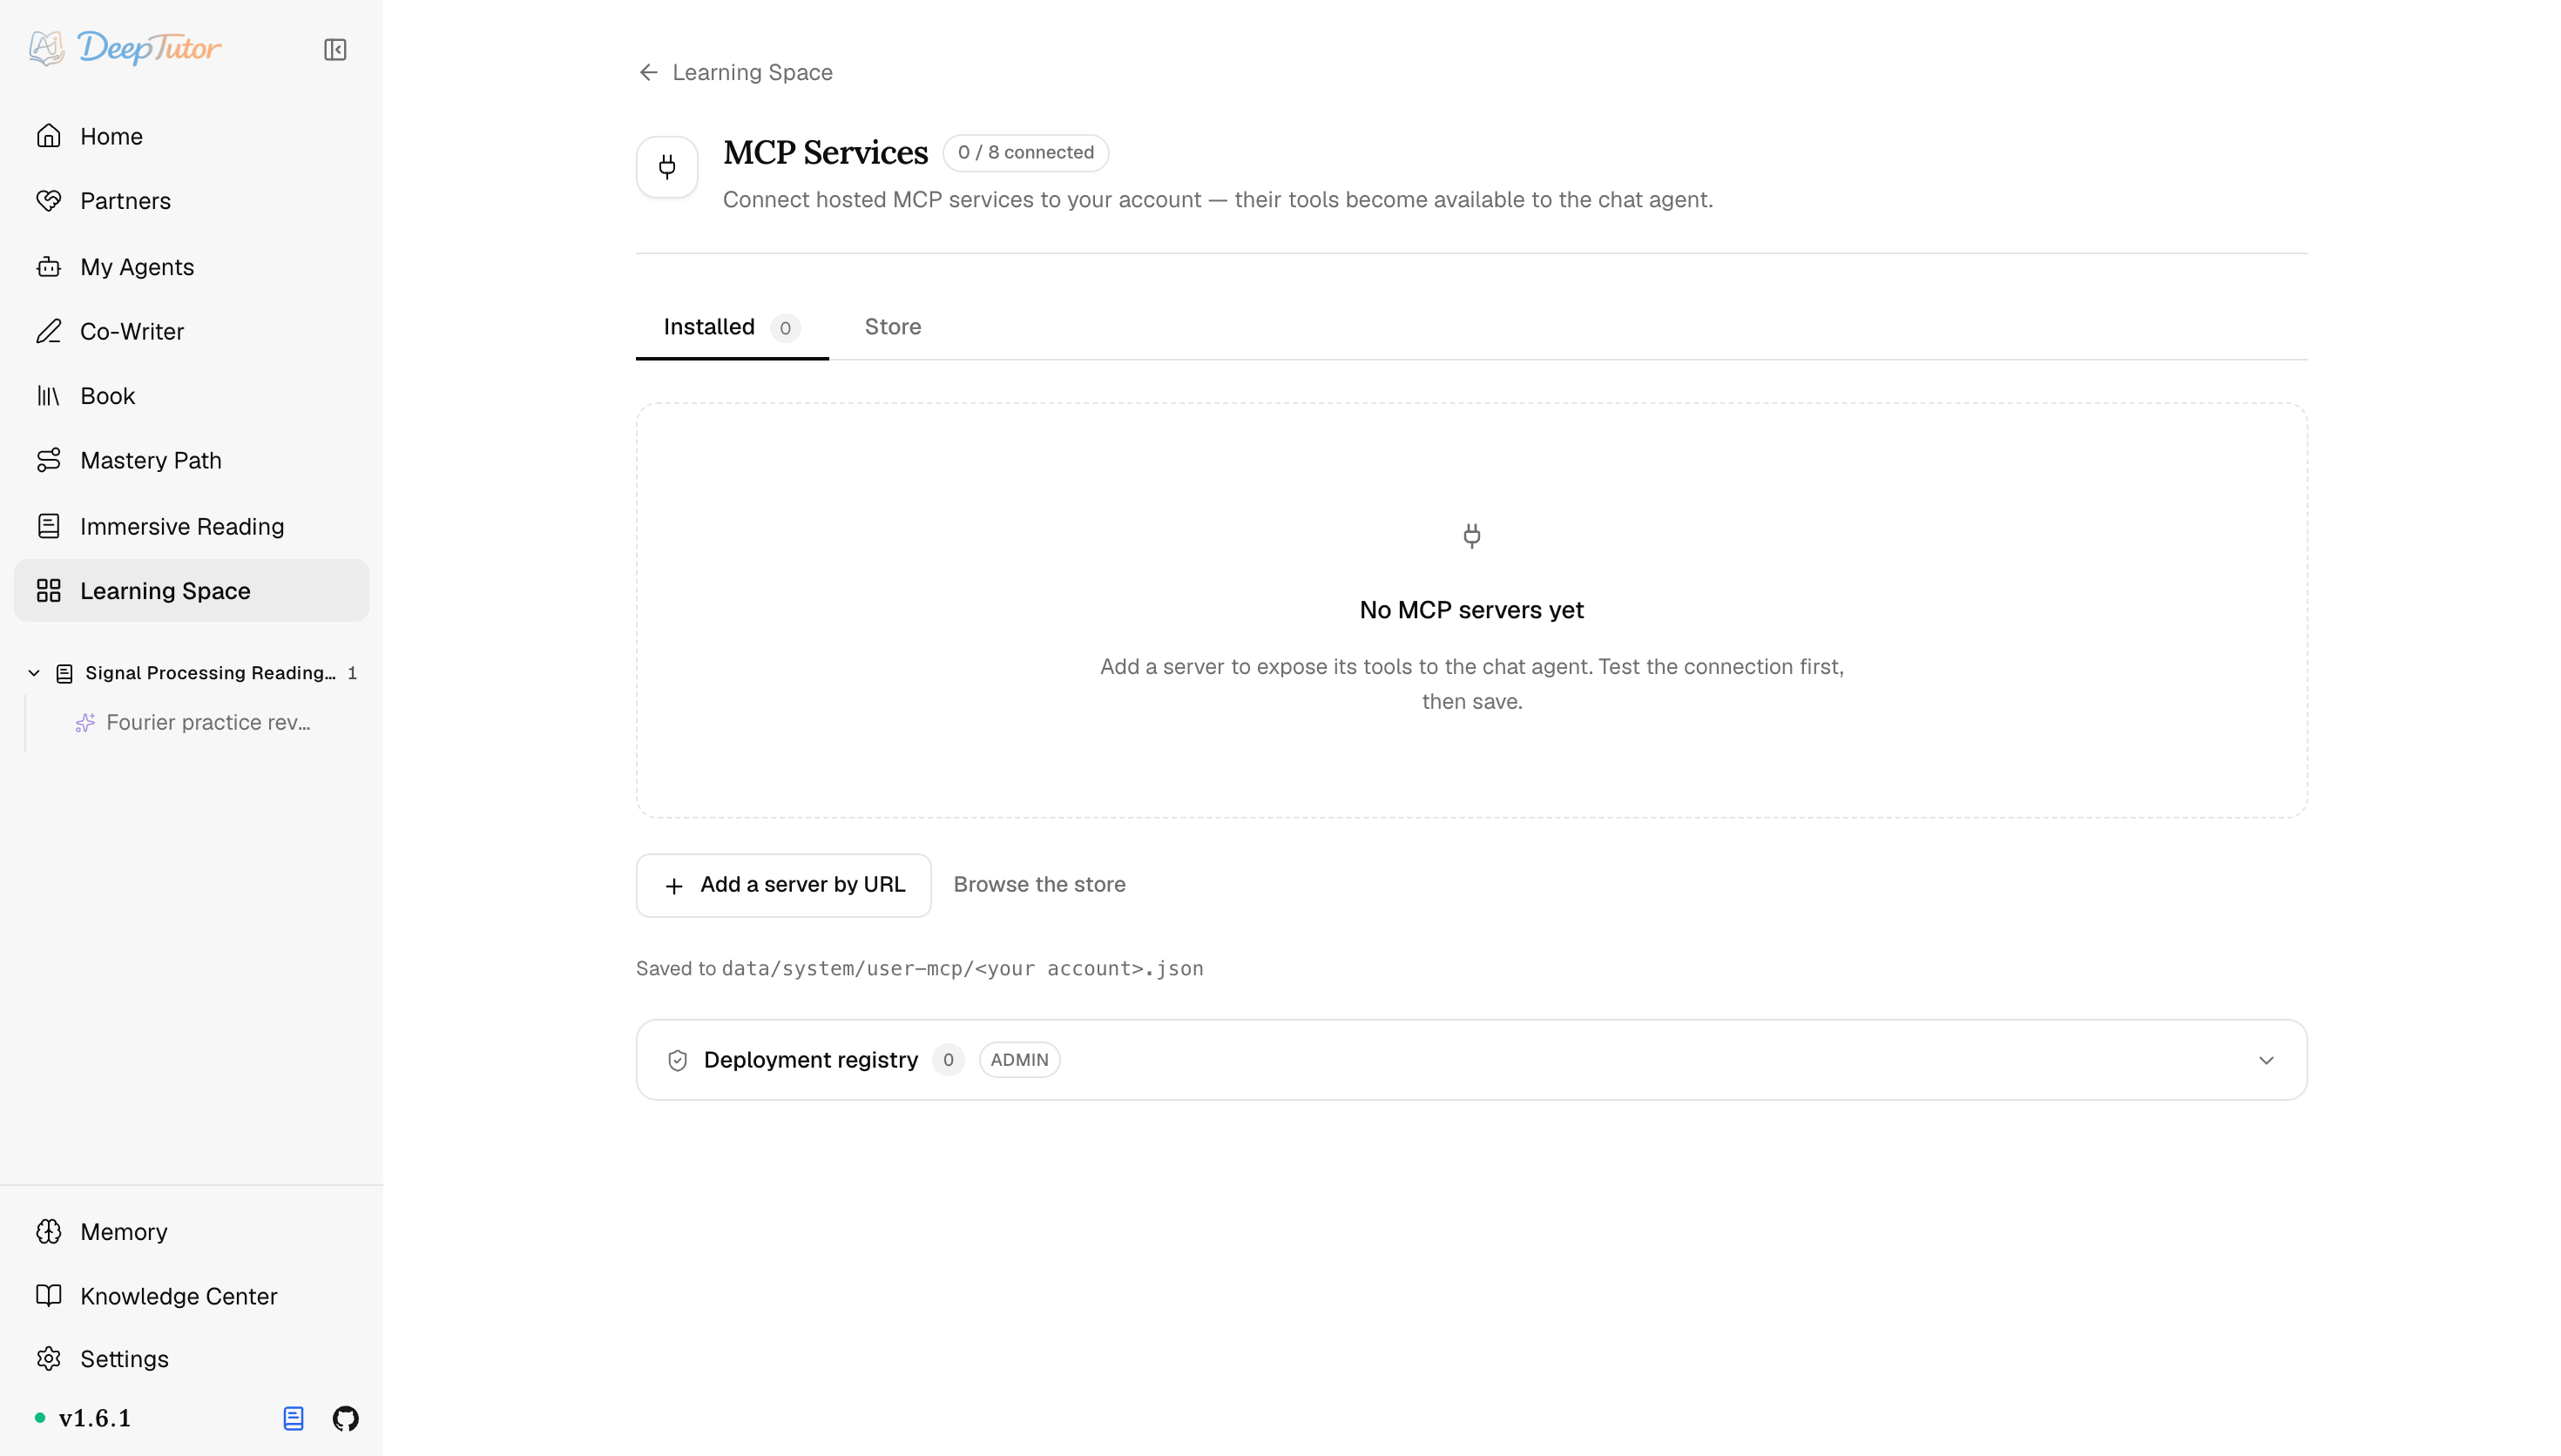 DeepTutor
Home
Partners
My Agents
Co-Writer
Book
Mastery Path
Immersive Reading
Learning Space
Signal Processing Reading... 1
Fourier practice rev...
Memory
Knowledge Center
Settings
v1.6.1
Learning Space
MCP Services 0 / 8 connected
Connect hosted MCP services to your account — their tools become available to the chat agent.
Installed 0 Store
No MCP servers yet
Add a server to expose its tools to the chat agent. Test the connection first,
then save.
Add a server by URL Browse the store
Saved to data/system/user-mcp/<your account>.json
Deployment registry 0 ADMIN